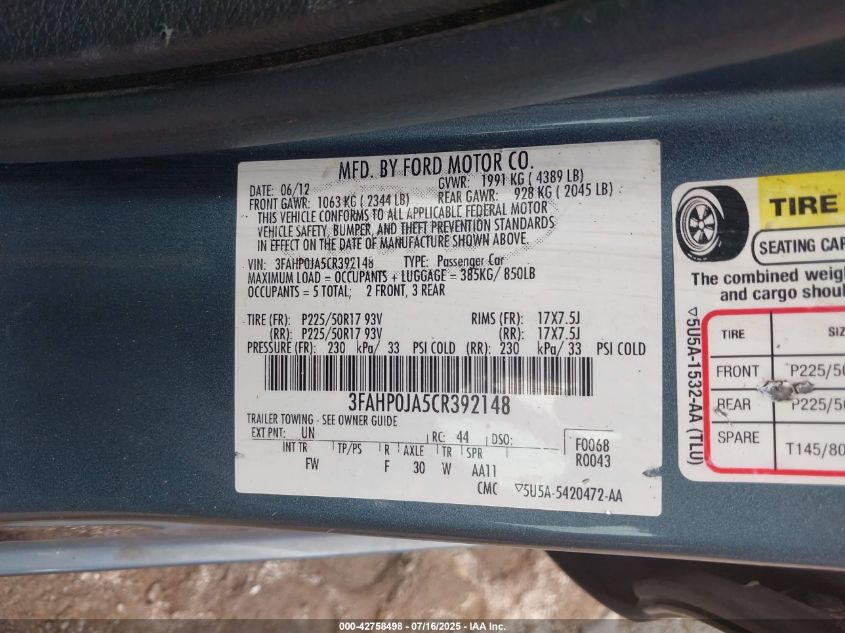 MFD. BY FORD MOTOR CO.
DATE: 06/12 GVWR: 1991 KG ( 4389 LB)
FRONT GAWR: 1063 KG ( 2344 LB) REAR GAWR: 928 KG ( 2045 LB)
THIS VEHICLE CONFORMS TO ALL APPLICABLE FEDERAL MOTOR
VEHICLE SAFETY, BUMPER, AND THEFT PREVENTION STANDARDS
IN EFFECT ON THE DATE OF MANUFACTURE SHOWN ABOVE.
VIN: 3FAHP0JA5CR392148 TYPE: Passenger Car
MAXIMUM LOAD = OCCUPANTS + LUGGAGE = 385KG/ 850LB
OCCUPANTS = 5 TOTAL; 2 FRONT, 3 REAR
TIRE (FR): P225/50R17 93V RIMS (FR): 17X7.5J
(RR): P225/50R17 93V (RR): 17X7.5J
PRESSURE (FR): 230 kPa/ 33 PSI COLD (RR): 230 kPa/ 33 PSI COLD
3FAHP0JA5CR392148
TRAILER TOWING - SEE OWNER GUIDE
EXT PNT: UN RC: 44 DSO: F0068
INT TR TP/PS R AXLE TR SPR R0043
FW F 30 W AA11
CMC ▽5U5A-5420472-AA
TIRE
SEATING CAP
The combined weig
and cargo shoul
TIRE SIZ
FRONT P225/50
REAR P225/5
SPARE T145/80
▽5U5A-1532-AA (TLU)
000-42758498 - 07/16/2025 - IAA Inc.